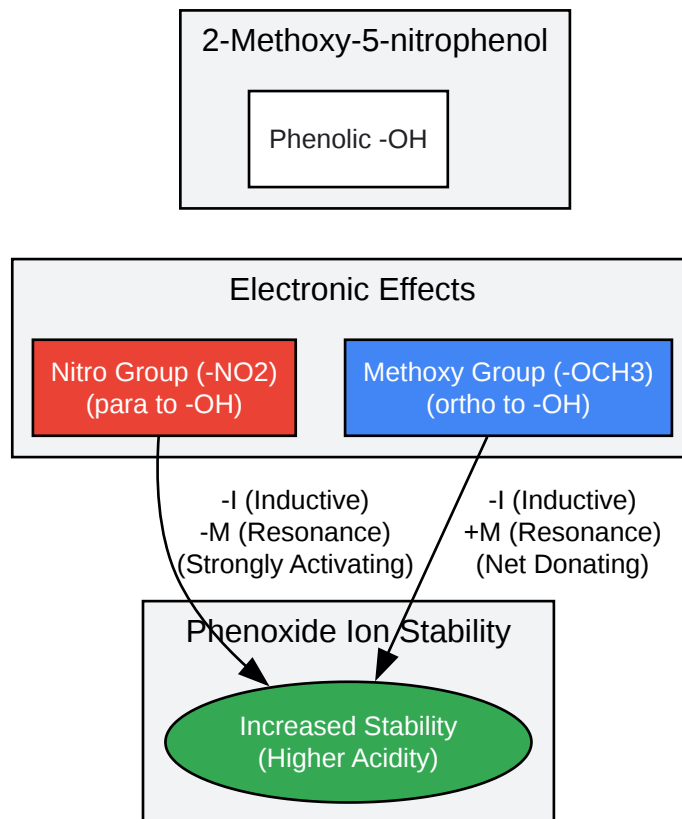 2-Methoxy-5-nitrophenol
Phenolic -OH
Electronic Effects
Nitro Group (-NO2)
(para to -OH)
Methoxy Group (-OCH3)
(ortho to -OH)
-I (Inductive)
-M (Resonance)
(Strongly Activating)
-I (Inductive)
+M (Resonance)
(Net Donating)
Phenoxide Ion Stability
Increased Stability
(Higher Acidity)